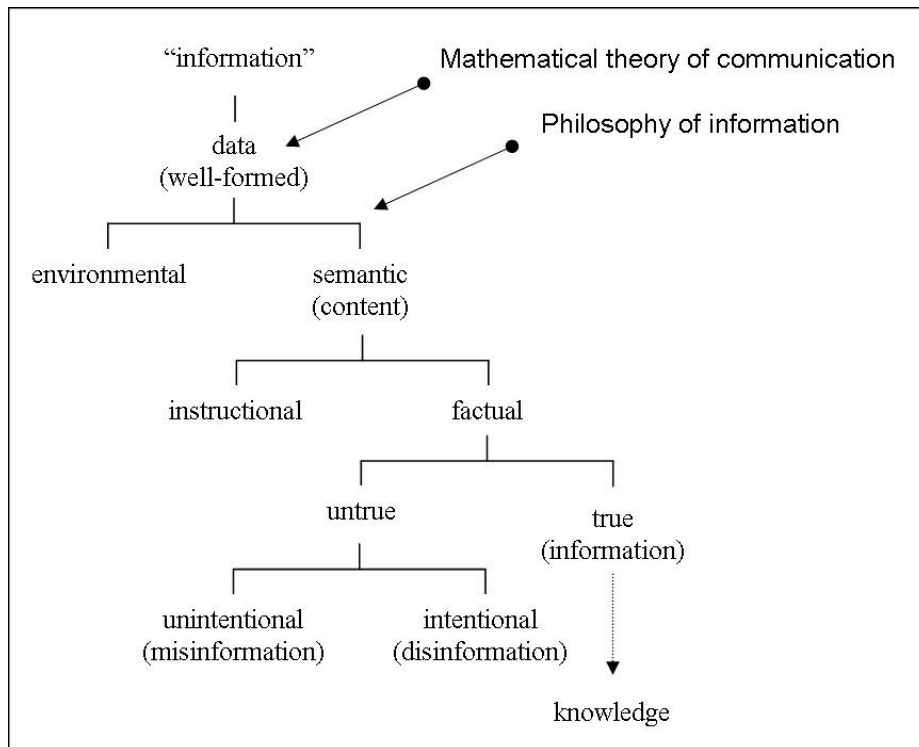 “information”
Mathematical theory of communication
Philosophy of information
data
(well-formed)
environmental
semantic
(content)
instructional
factual
untrue
true
(information)
unintentional
(misinformation)
intentional
(disinformation)
knowledge